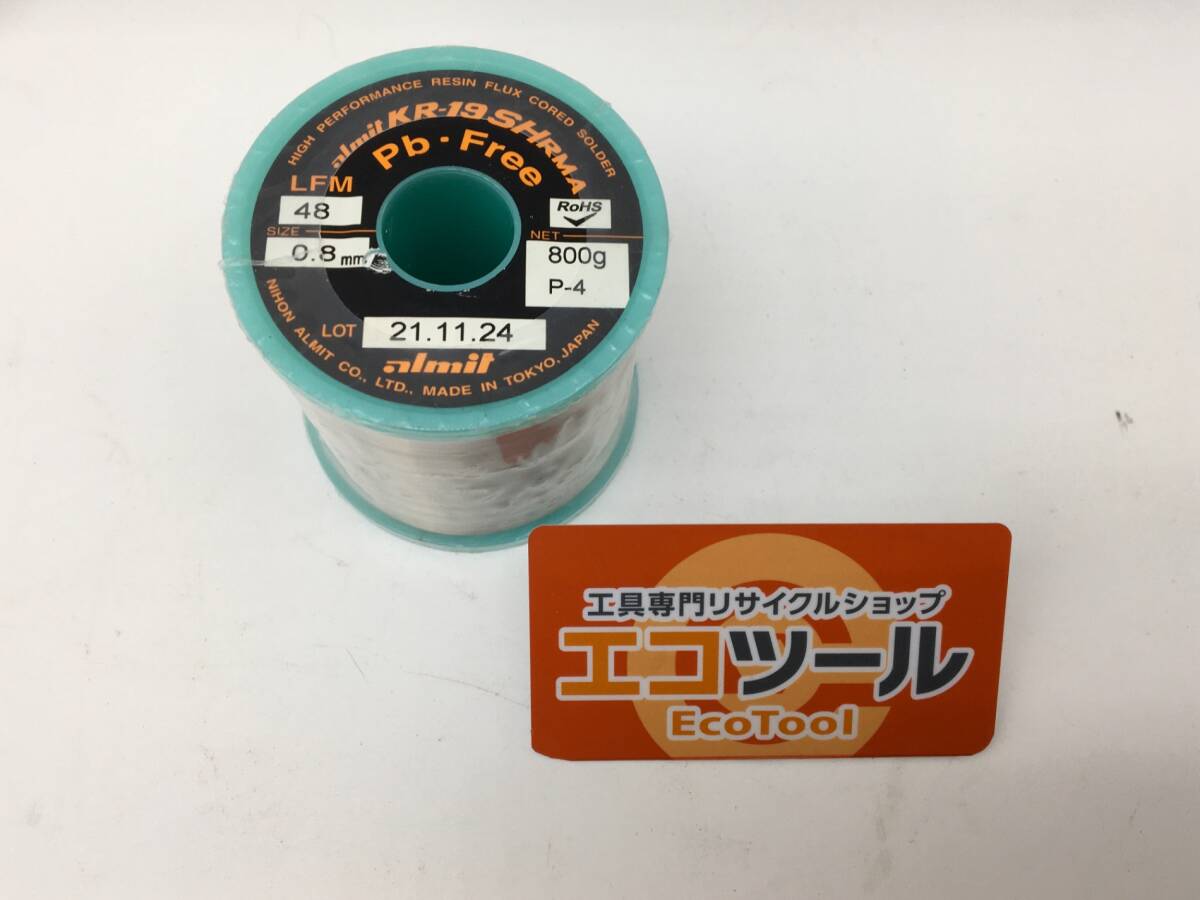 HIGH PERFORMANCE RESIN FLUX CORED SOLDER
almit KR-19 SHRMA
Pb・Free
LFM
48
RoHS
SIZE
NET
0.8 mm
800g
P-4
LOT
21.11.24
almit
NIHON ALMIT CO., LTD., MADE IN TOKYO, JAPAN
工具専門リサイクルショップ
エコツール
EcoTool